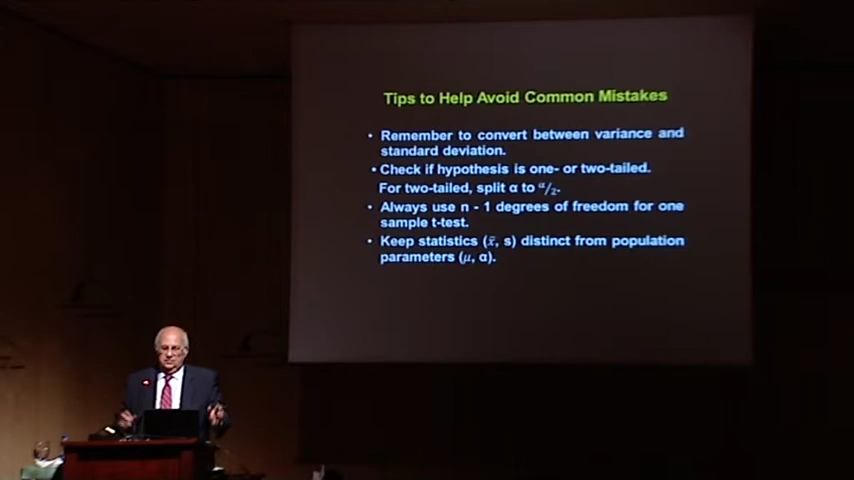 Tips to Help Avoid Common Mistakes
• Remember to convert between variance and
standard deviation.
• Check if hypothesis is one- or two-tailed.
For two-tailed, split α to α/2.
• Always use n - 1 degrees of freedom for one
sample t-test.
• Keep statistics (x̄, s) distinct from population
parameters (μ, α).